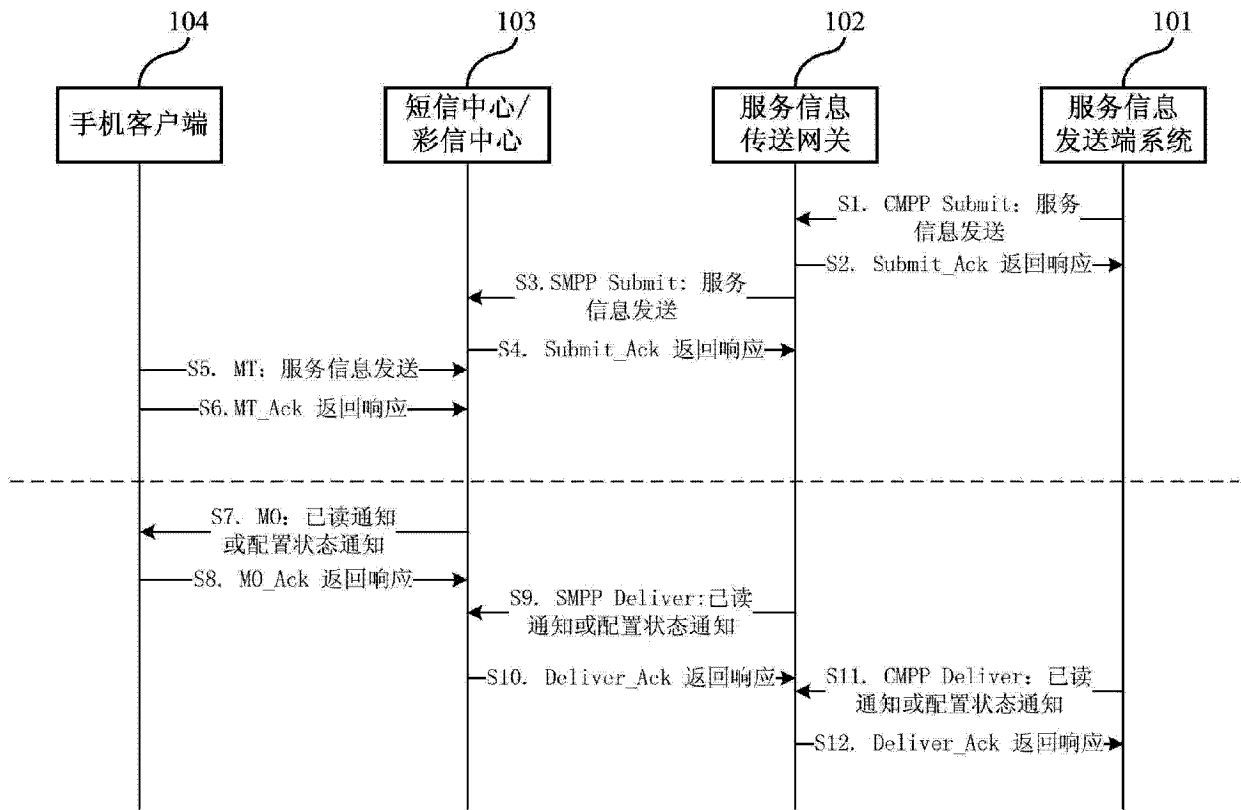 104
103
102
101
手机客户端
短信中心/
彩信中心
服务信息
传送网关
服务信息
发送端系统
S1. CMPP Submit：服务
信息发送
S2. Submit_Ack 返回响应
S3.SMPP Submit：服务
信息发送
S4. Submit_Ack 返回响应
S5. MT：服务信息发送
S6.MT_Ack 返回响应
S7. MO：已读通知
或配置状态通知
S8. MO_Ack 返回响应
S9. SMPP Deliver:已读
通知或配置状态通知
S10. Deliver_Ack 返回响应
S11. CMPP Deliver：已读
通知或配置状态通知
S12. Deliver_Ack 返回响应